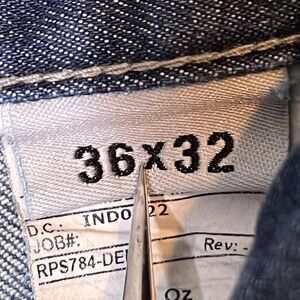 36x32
D.C.: INDO 22
JOB#:
Rev: -
RPS784-DE
Oz